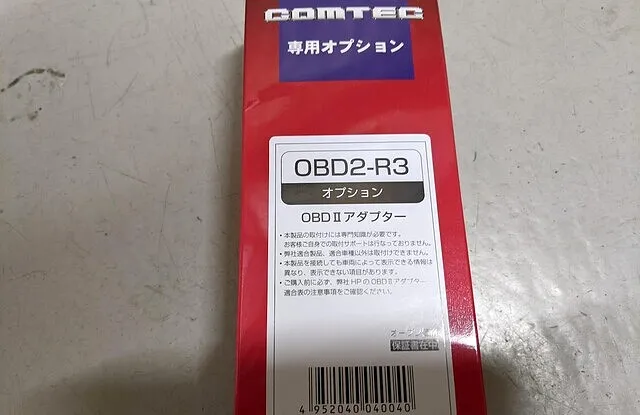 COMTEC
専用オプション
OBD2-R3
オプション
OBDⅡアダプター
・本製品の取付けには専門知識が必要です。
お客様ご自身での取付サポートは行なっておりません。
・弊社適合製品、適合車種以外は取付けできません。
・本製品を接続しても車両によって表示できる情報は
異なり、表示できない項目があります。
・ご購入前に必ず、弊社HPのOBDⅡアダプター
適合表の注意事項をご確認ください。
オープン
保証書在中
4 952040 040040